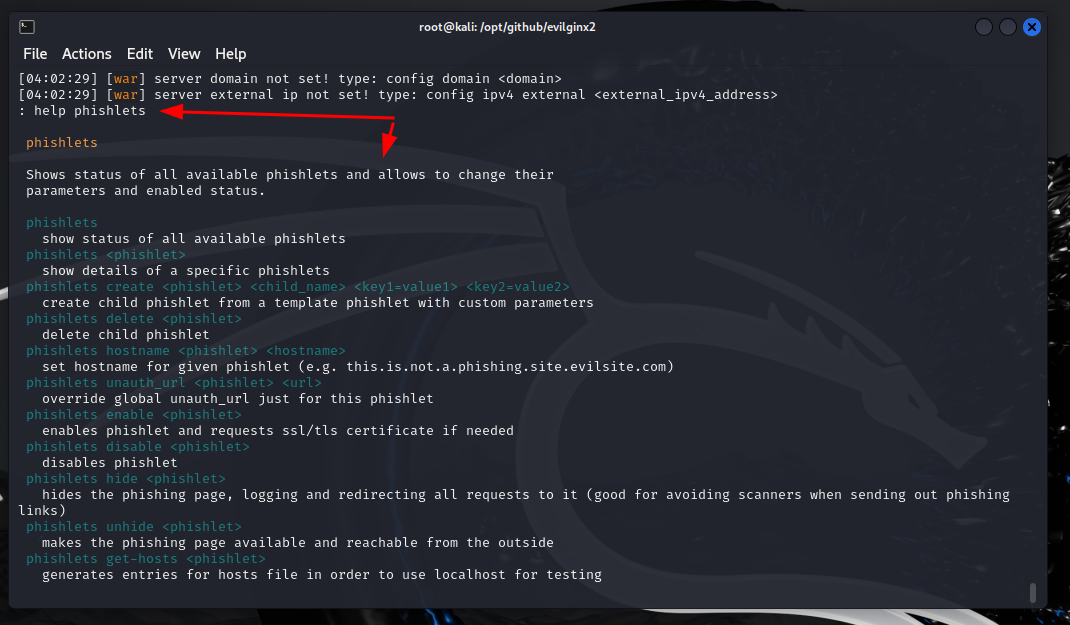 root@kali: /opt/github/evilginx2
File Actions Edit View Help
[04:02:29] [war] server domain not set! type: config domain <domain>
[04:02:29] [war] server external ip not set! type: config ipv4 external <external_ipv4_address>
: help phishlets
phishlets
Shows status of all available phishlets and allows to change their
parameters and enabled status.
phishlets
show status of all available phishlets
phishlets <phishlet>
show details of a specific phishlets
phishlets create <phishlet> <child_name> <key1=value1> <key2=value2>
create child phishlet from a template phishlet with custom parameters
phishlets delete <phishlet>
delete child phishlet
phishlets hostname <phishlet> <hostname>
set hostname for given phishlet (e.g. this.is.not.a.phishing.site.evilsite.com)
phishlets unauth_url <phishlet> <url>
override global unauth_url just for this phishlet
phishlets enable <phishlet>
enables phishlet and requests ssl/tls certificate if needed
phishlets disable <phishlet>
disables phishlet
phishlets hide <phishlet>
hides the phishing page, logging and redirecting all requests to it (good for avoiding scanners when sending out phishing
links)
phishlets unhide <phishlet>
makes the phishing page available and reachable from the outside
phishlets get-hosts <phishlet>
generates entries for hosts file in order to use localhost for testing